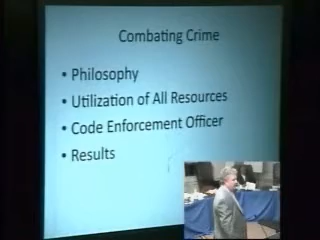 Combating Crime
• Philosophy
• Utilization of All Resources
• Code Enforcement Officer
• Results